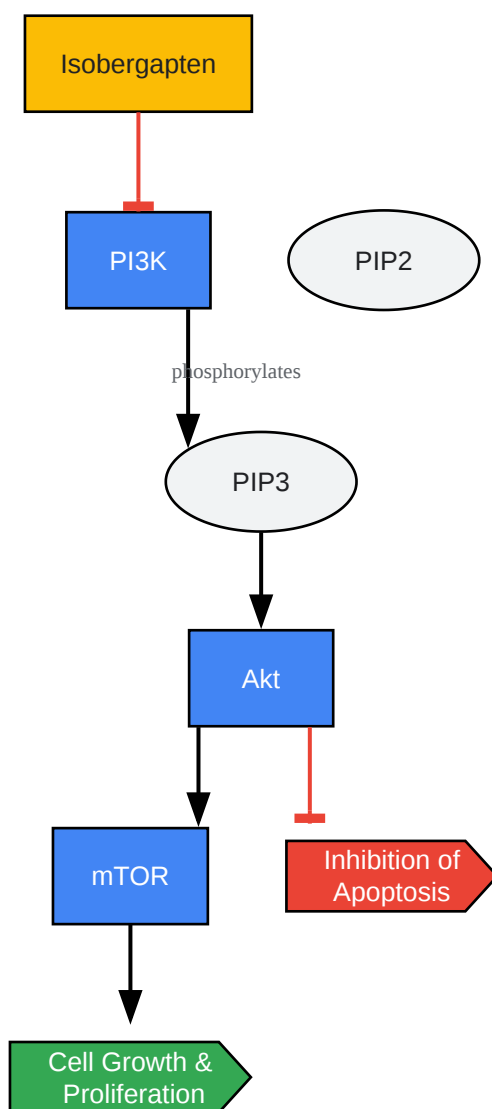 Isobergapten
PI3K
PIP2
phosphorylates
PIP3
Akt
mTOR
Inhibition of
Apoptosis
Cell Growth &
Proliferation